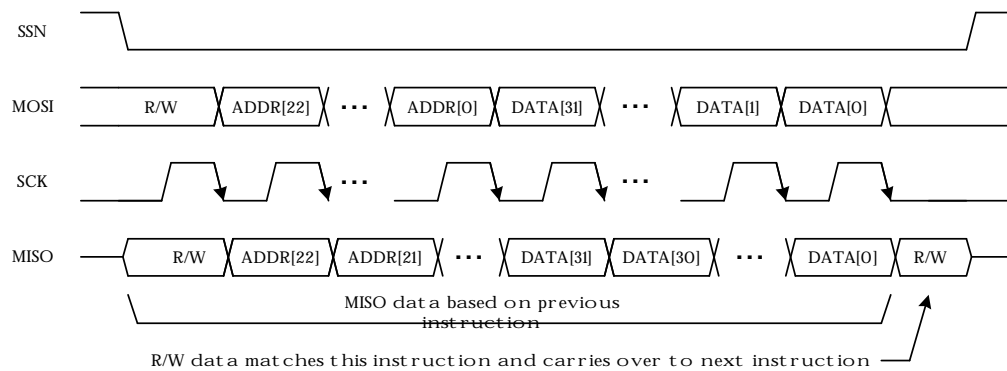 SSN
MOSI R/W ADDR[22] ... ADDR[0] DATA[31] ... DATA[1] DATA[0]
SCK ... ...
MISO R/W ADDR[22] ADDR[21] ... DATA[31] DATA[30] ... DATA[0] R/W
MISO data based on previous
instruction
R/W data matches this instruction and carries over to next instruction